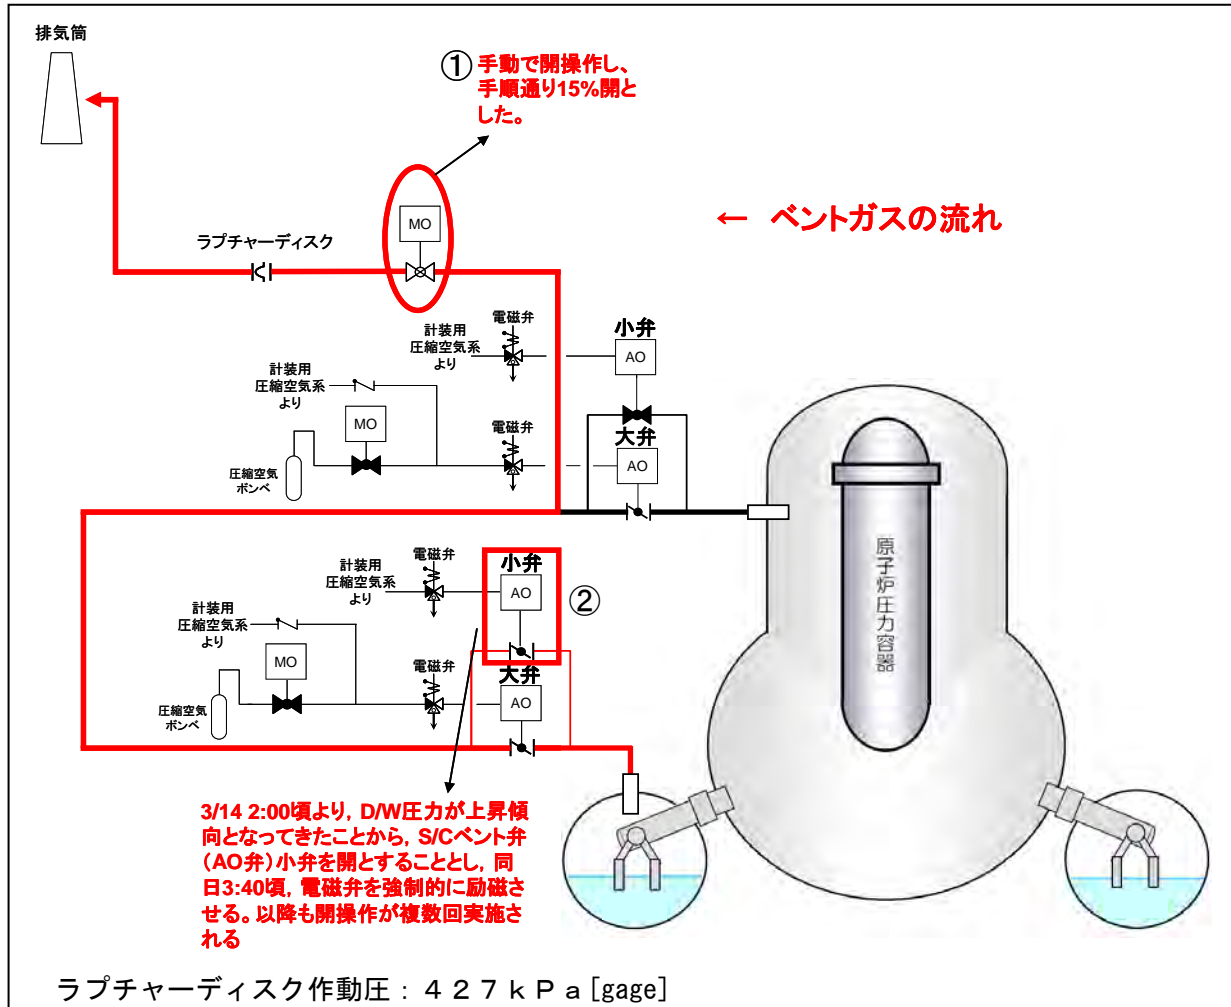 排気筒
① 手動で開操作し、
手順通り15%開と
した。
MO
← ベントガスの流れ
ラプチャーディスク
電磁弁
小弁
計装用
圧縮空気系
より
AO
計装用
圧縮空気系
より
MO
電磁弁
大弁
AO
圧縮空気
ボンベ
原子炉圧力容器
電磁弁
小弁
計装用
圧縮空気系
より
AO
②
計装用
圧縮空気系
より
MO
電磁弁
大弁
AO
圧縮空気
ボンベ
3/14 2:00頃より, D/W圧力が上昇傾
向となってきたことから, S/Cベント弁
(AO弁)小弁を開とすることとし, 同
日3:40頃, 電磁弁を強制的に励磁さ
せる。以降も開操作が複数回実施さ
れる
ラプチャーディスク作動圧：４２７ｋＰａ[gage]